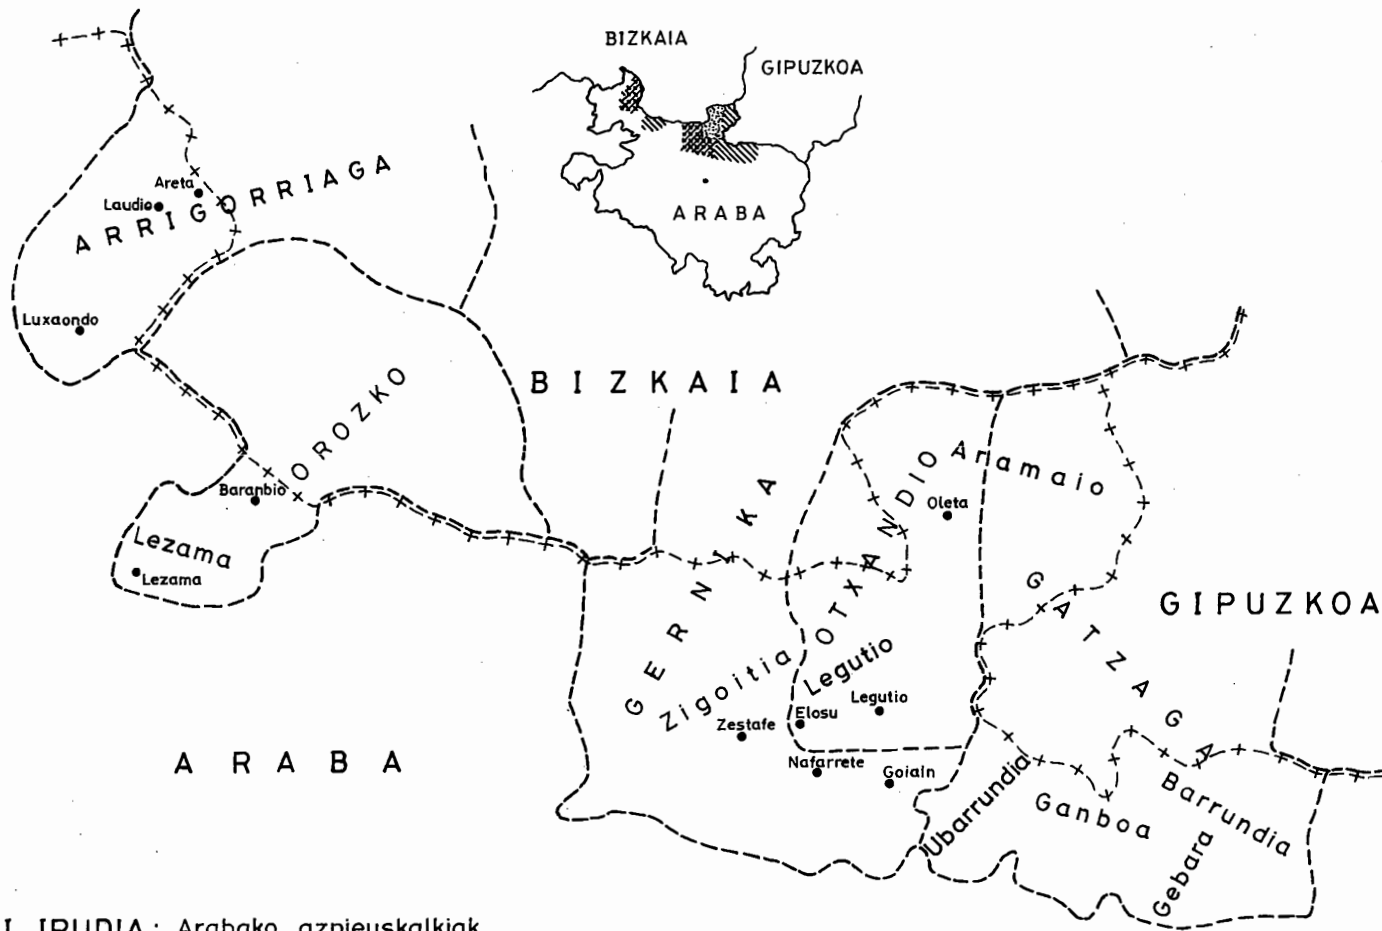 BIZKAIA
GIPUZKOA
ARABA
ARRIGORRIAGA
Areta
Laudio
Luxaondo
OROZKO
Baranbio
Lezama
Lezama
BIZKAIA
GERNIKA
OTXANDIO
Aramaio
Oleta
GATZAGA
GIPUZKOA
Zigoitia
Legutio
Legutio
Zestafe
Elosu
Nafarrete
Goiain
ARABA
Ubarrundia
Ganboa
Barrundia
Gebara
I. IRUDIA: Arabako azpieuskalkiak